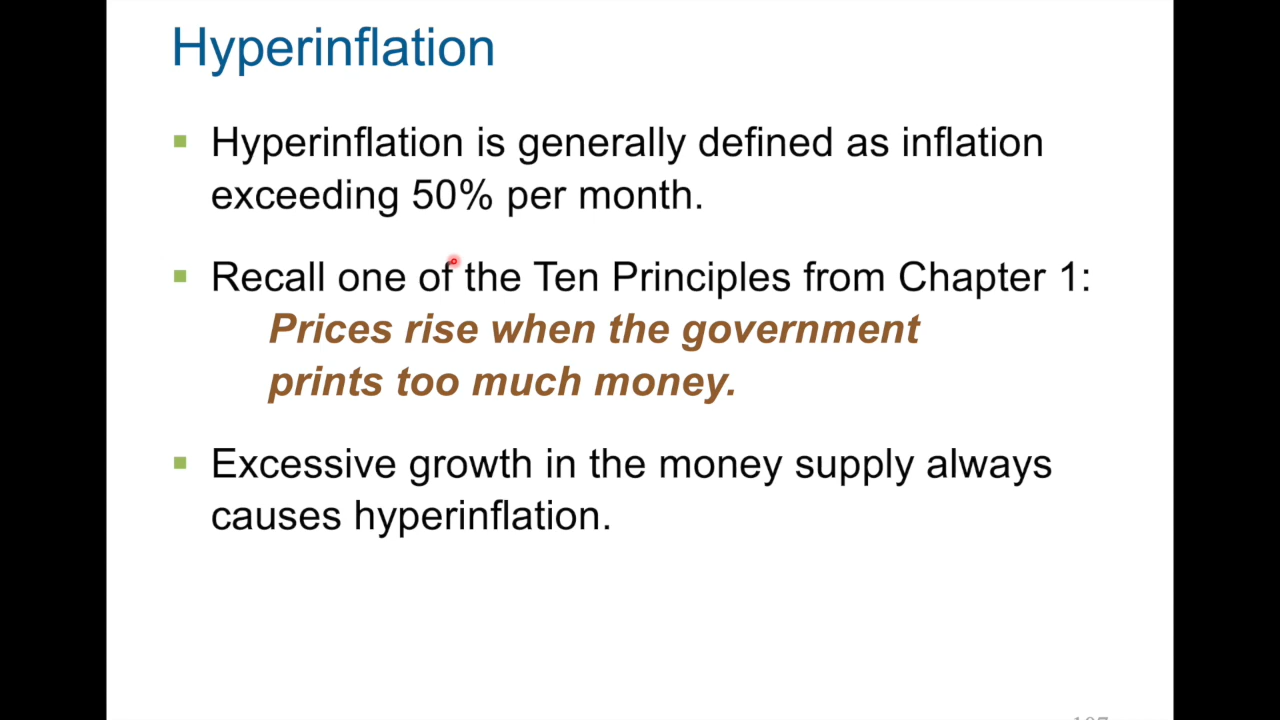 Hyperinflation
Hyperinflation is generally defined as inflation
exceeding 50% per month.
Recall one of the Ten Principles from Chapter 1:
Prices rise when the government
prints too much money.
Excessive growth in the money supply always
causes hyperinflation.